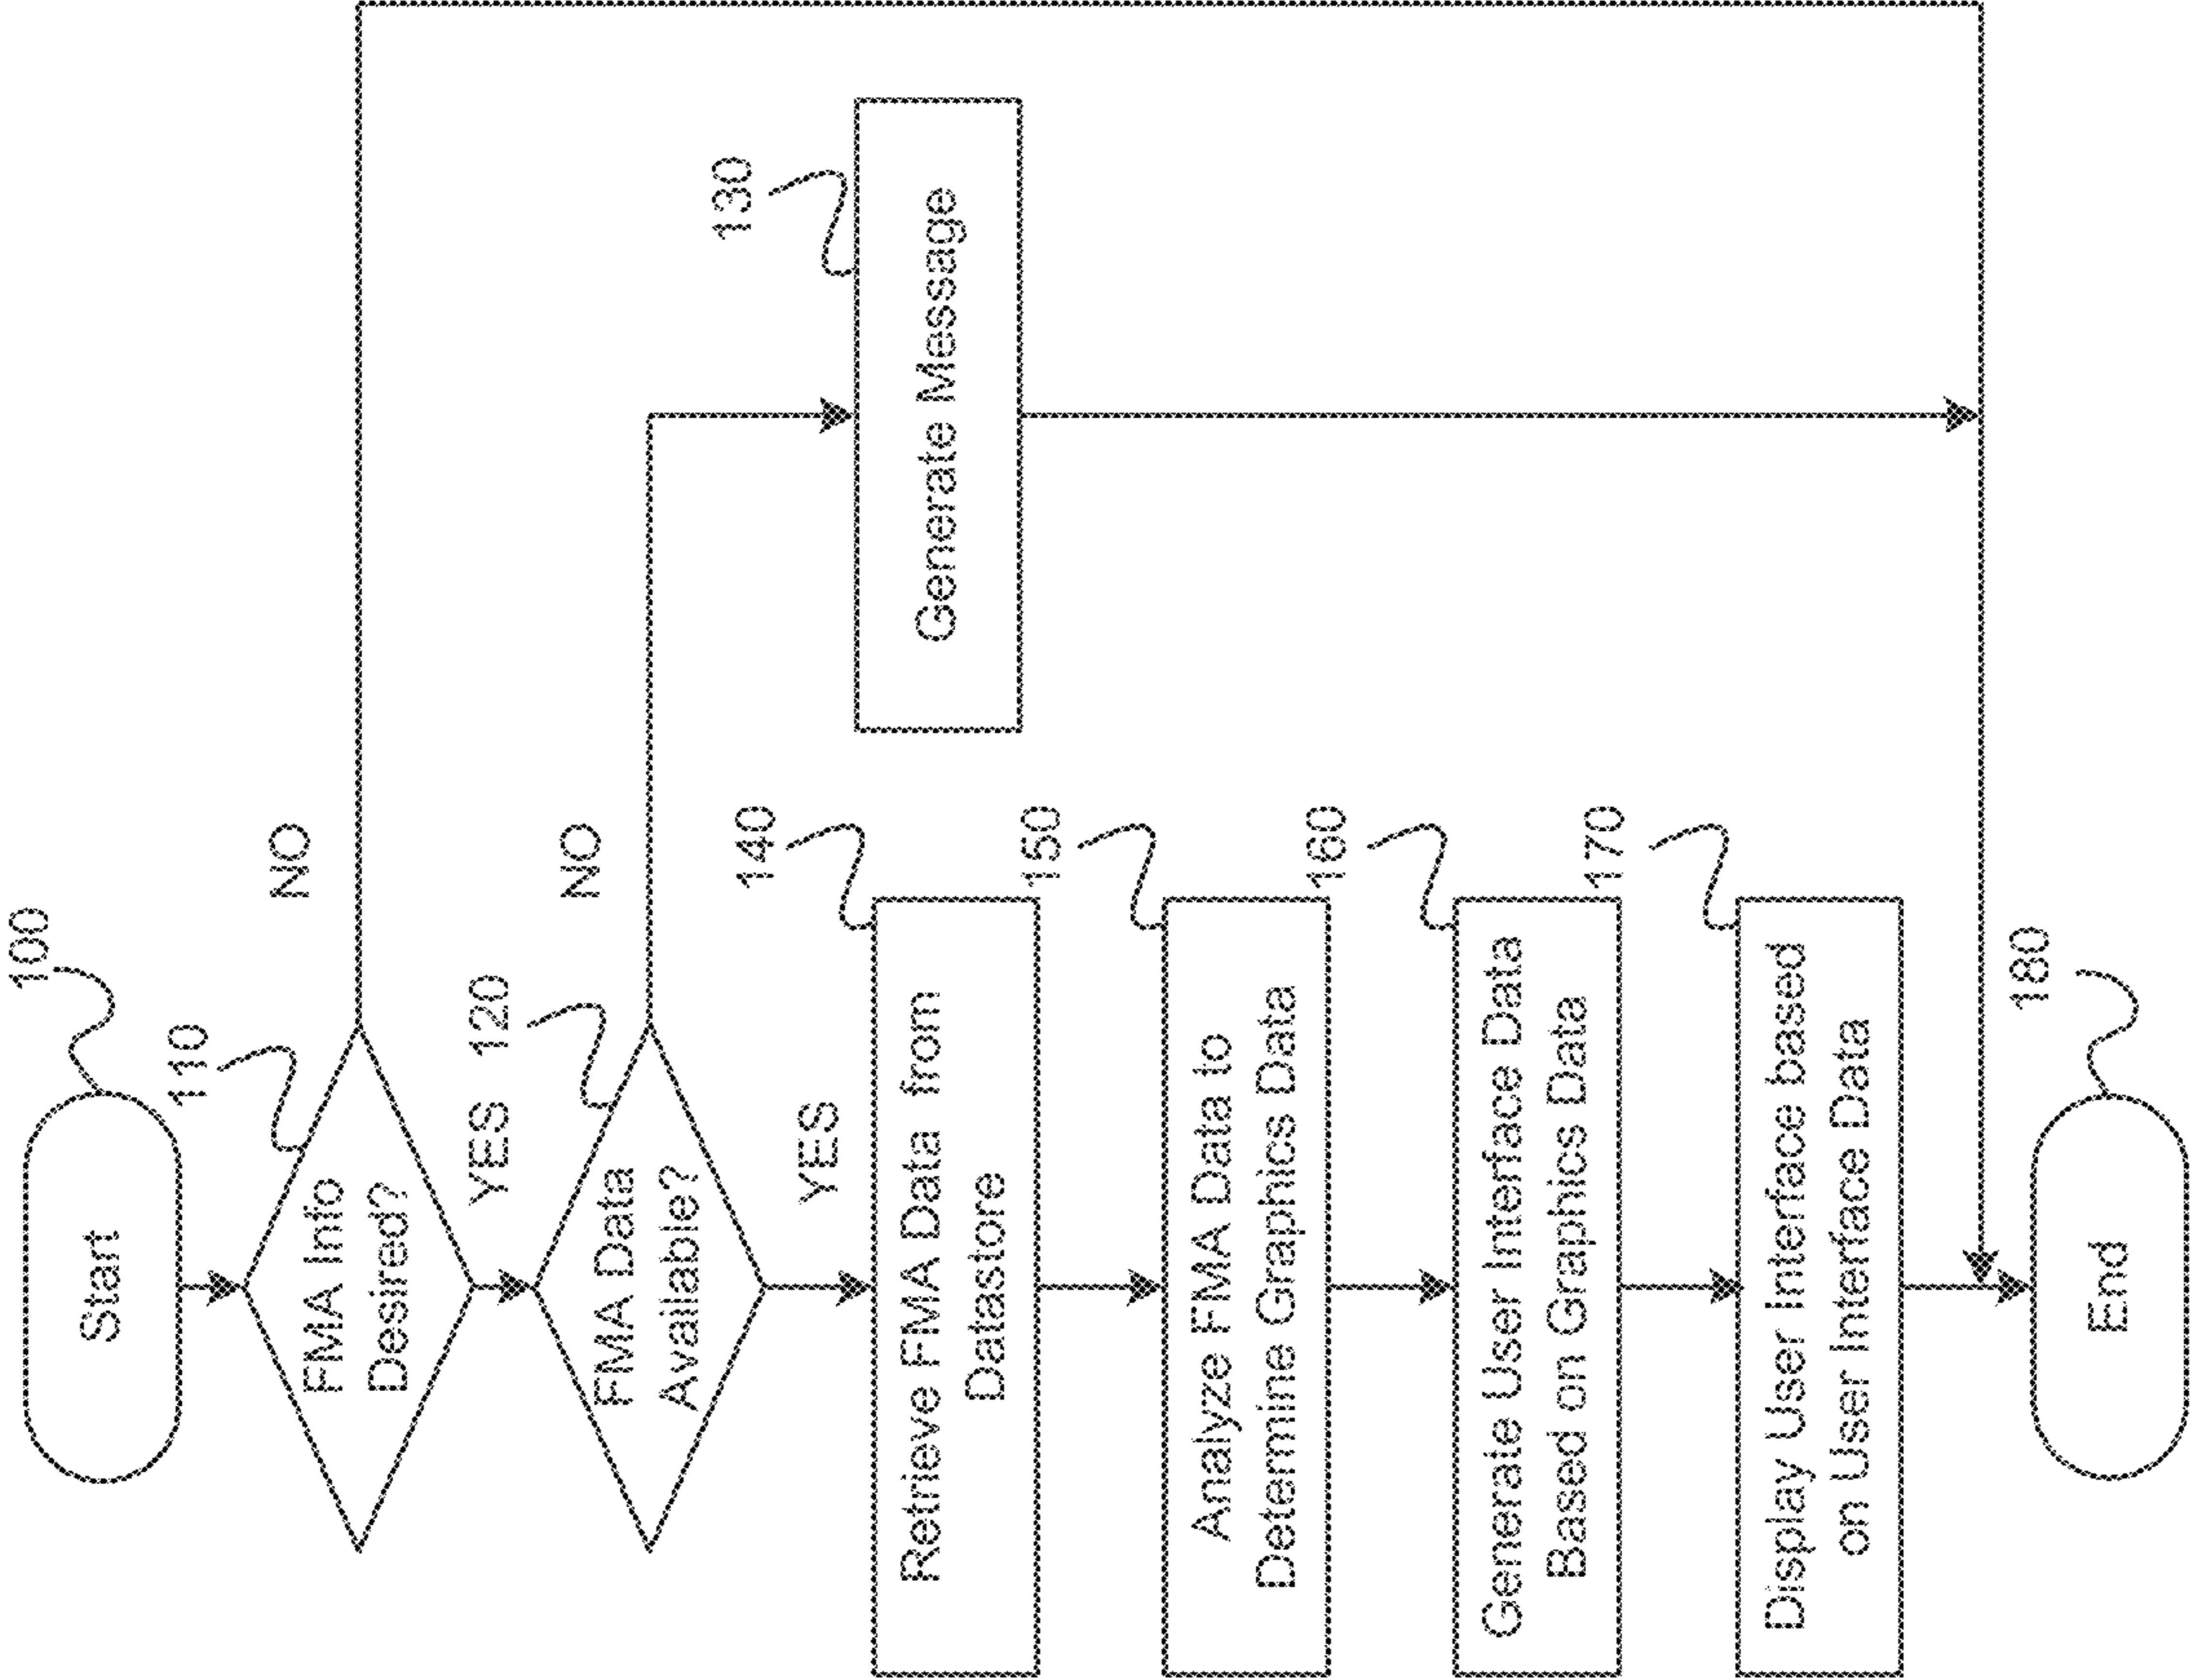 100
Start
110
FMA Info
Desired?
NO
YES
120
FMA Data
Available?
NO
YES
130
Generate Message
140
Retrieve FMA Data from
Datastore
150
Analyze FMA Data to
Determine Graphics Data
160
Generate User Interface Data
Based on Graphics Data
170
Display User Interface based
on User Interface Data
180
End